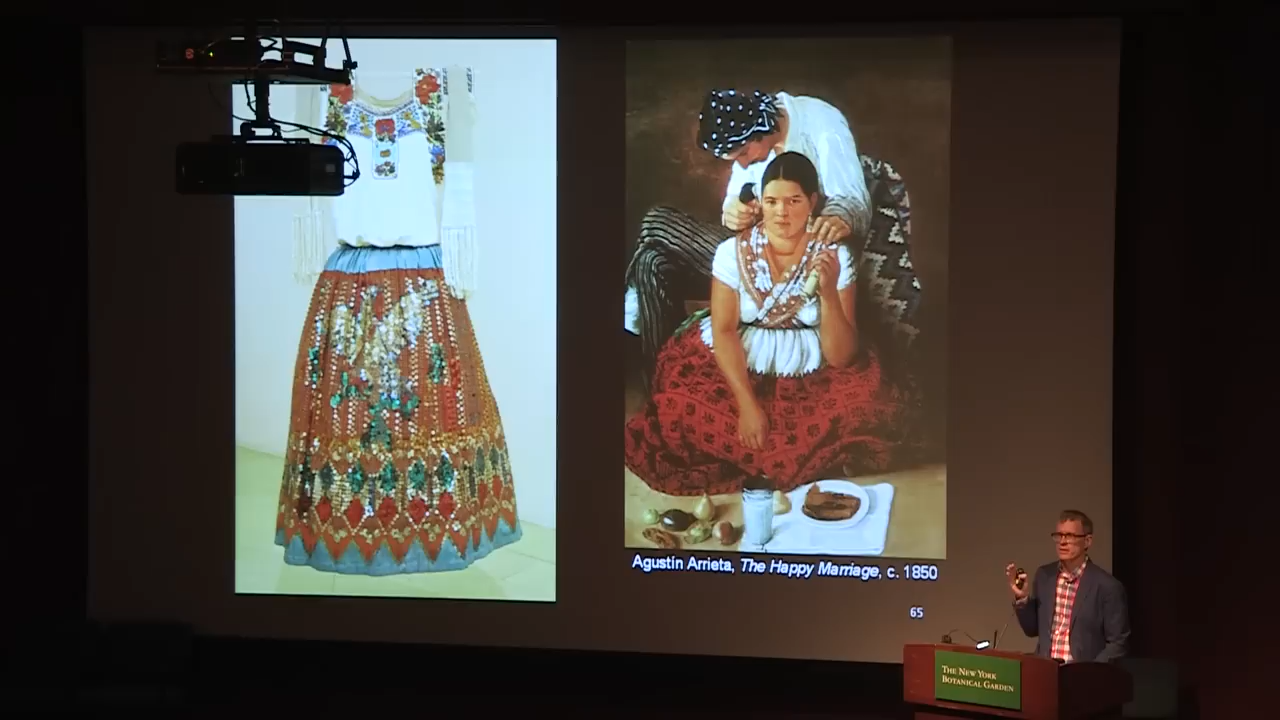 Agustín Arrieta, The Happy Marriage, c. 1850
65
THE NEW YORK
BOTANICAL GARDEN